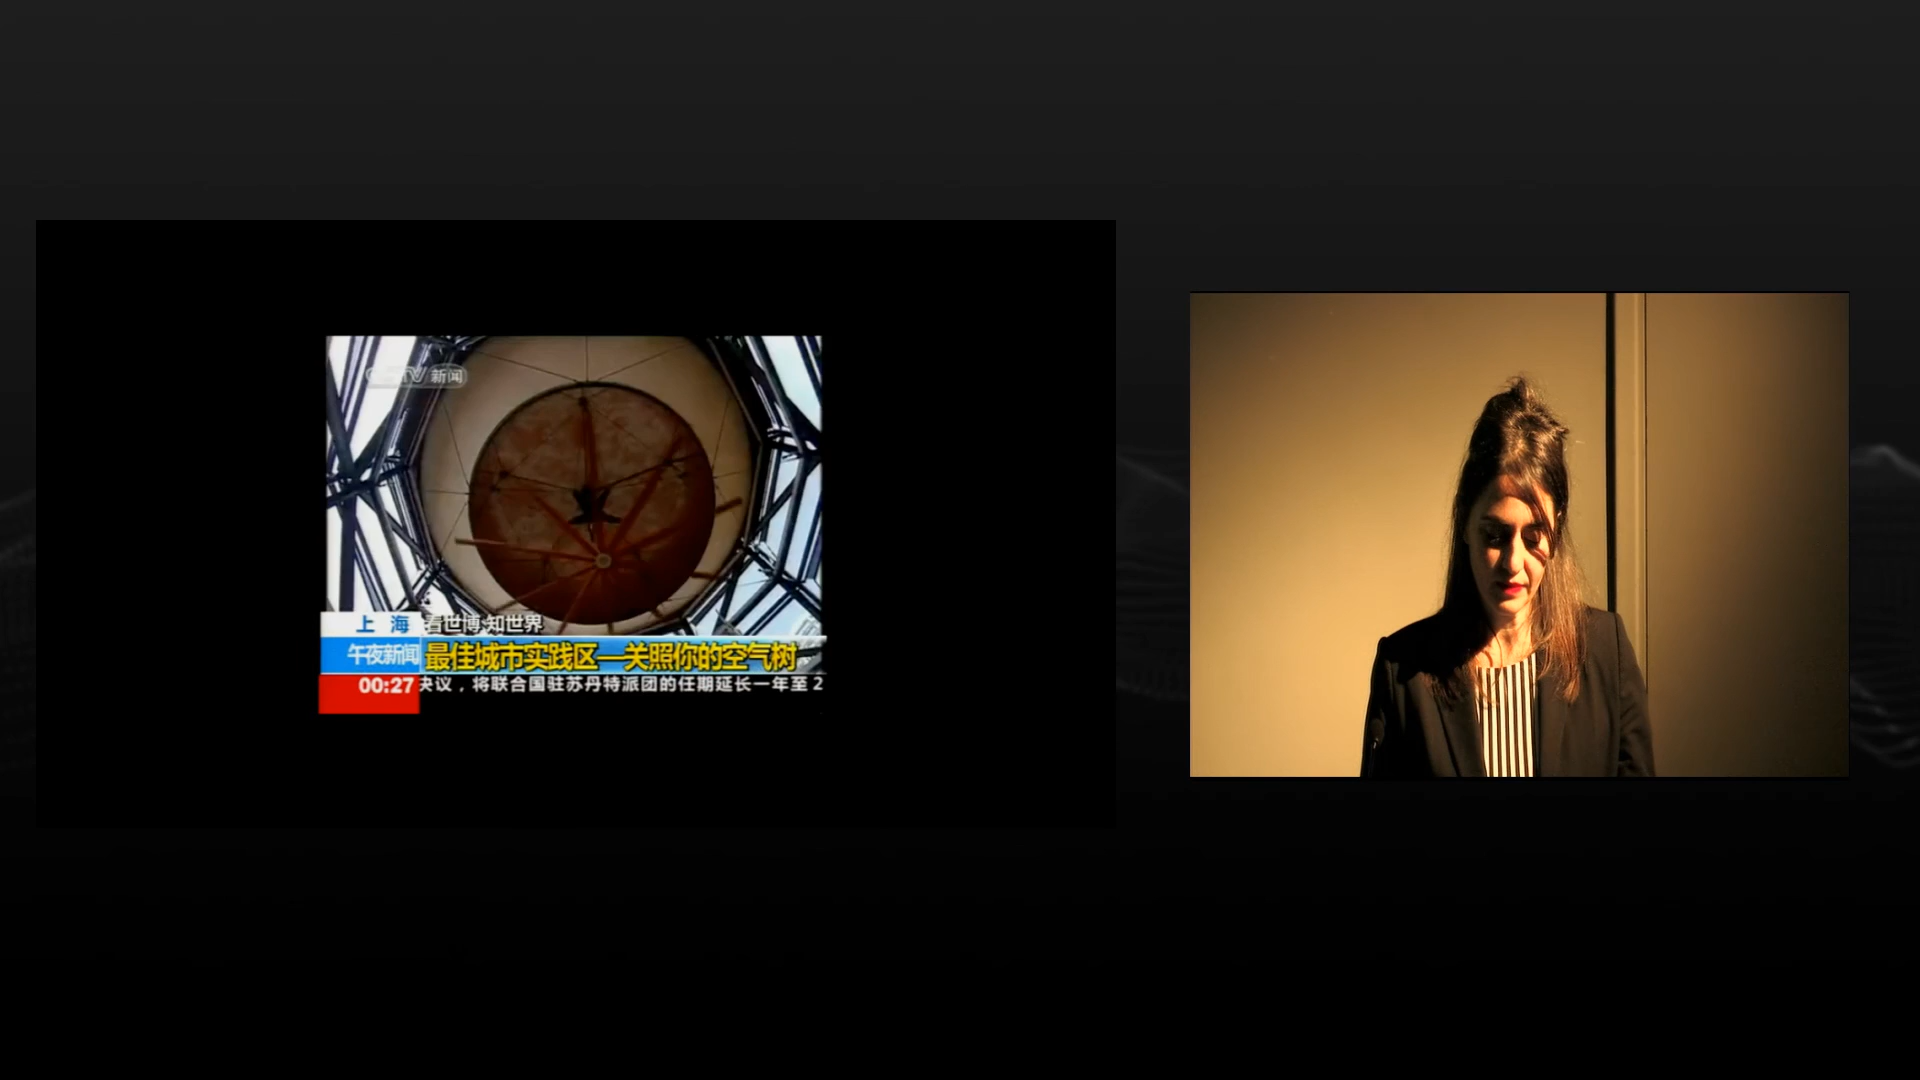 新闻
上海
看世博 知世界
午夜新闻
最佳城市实践区—关照你的空气树
00:27
决议，将联合国驻苏丹特派团的任期延长一年至2